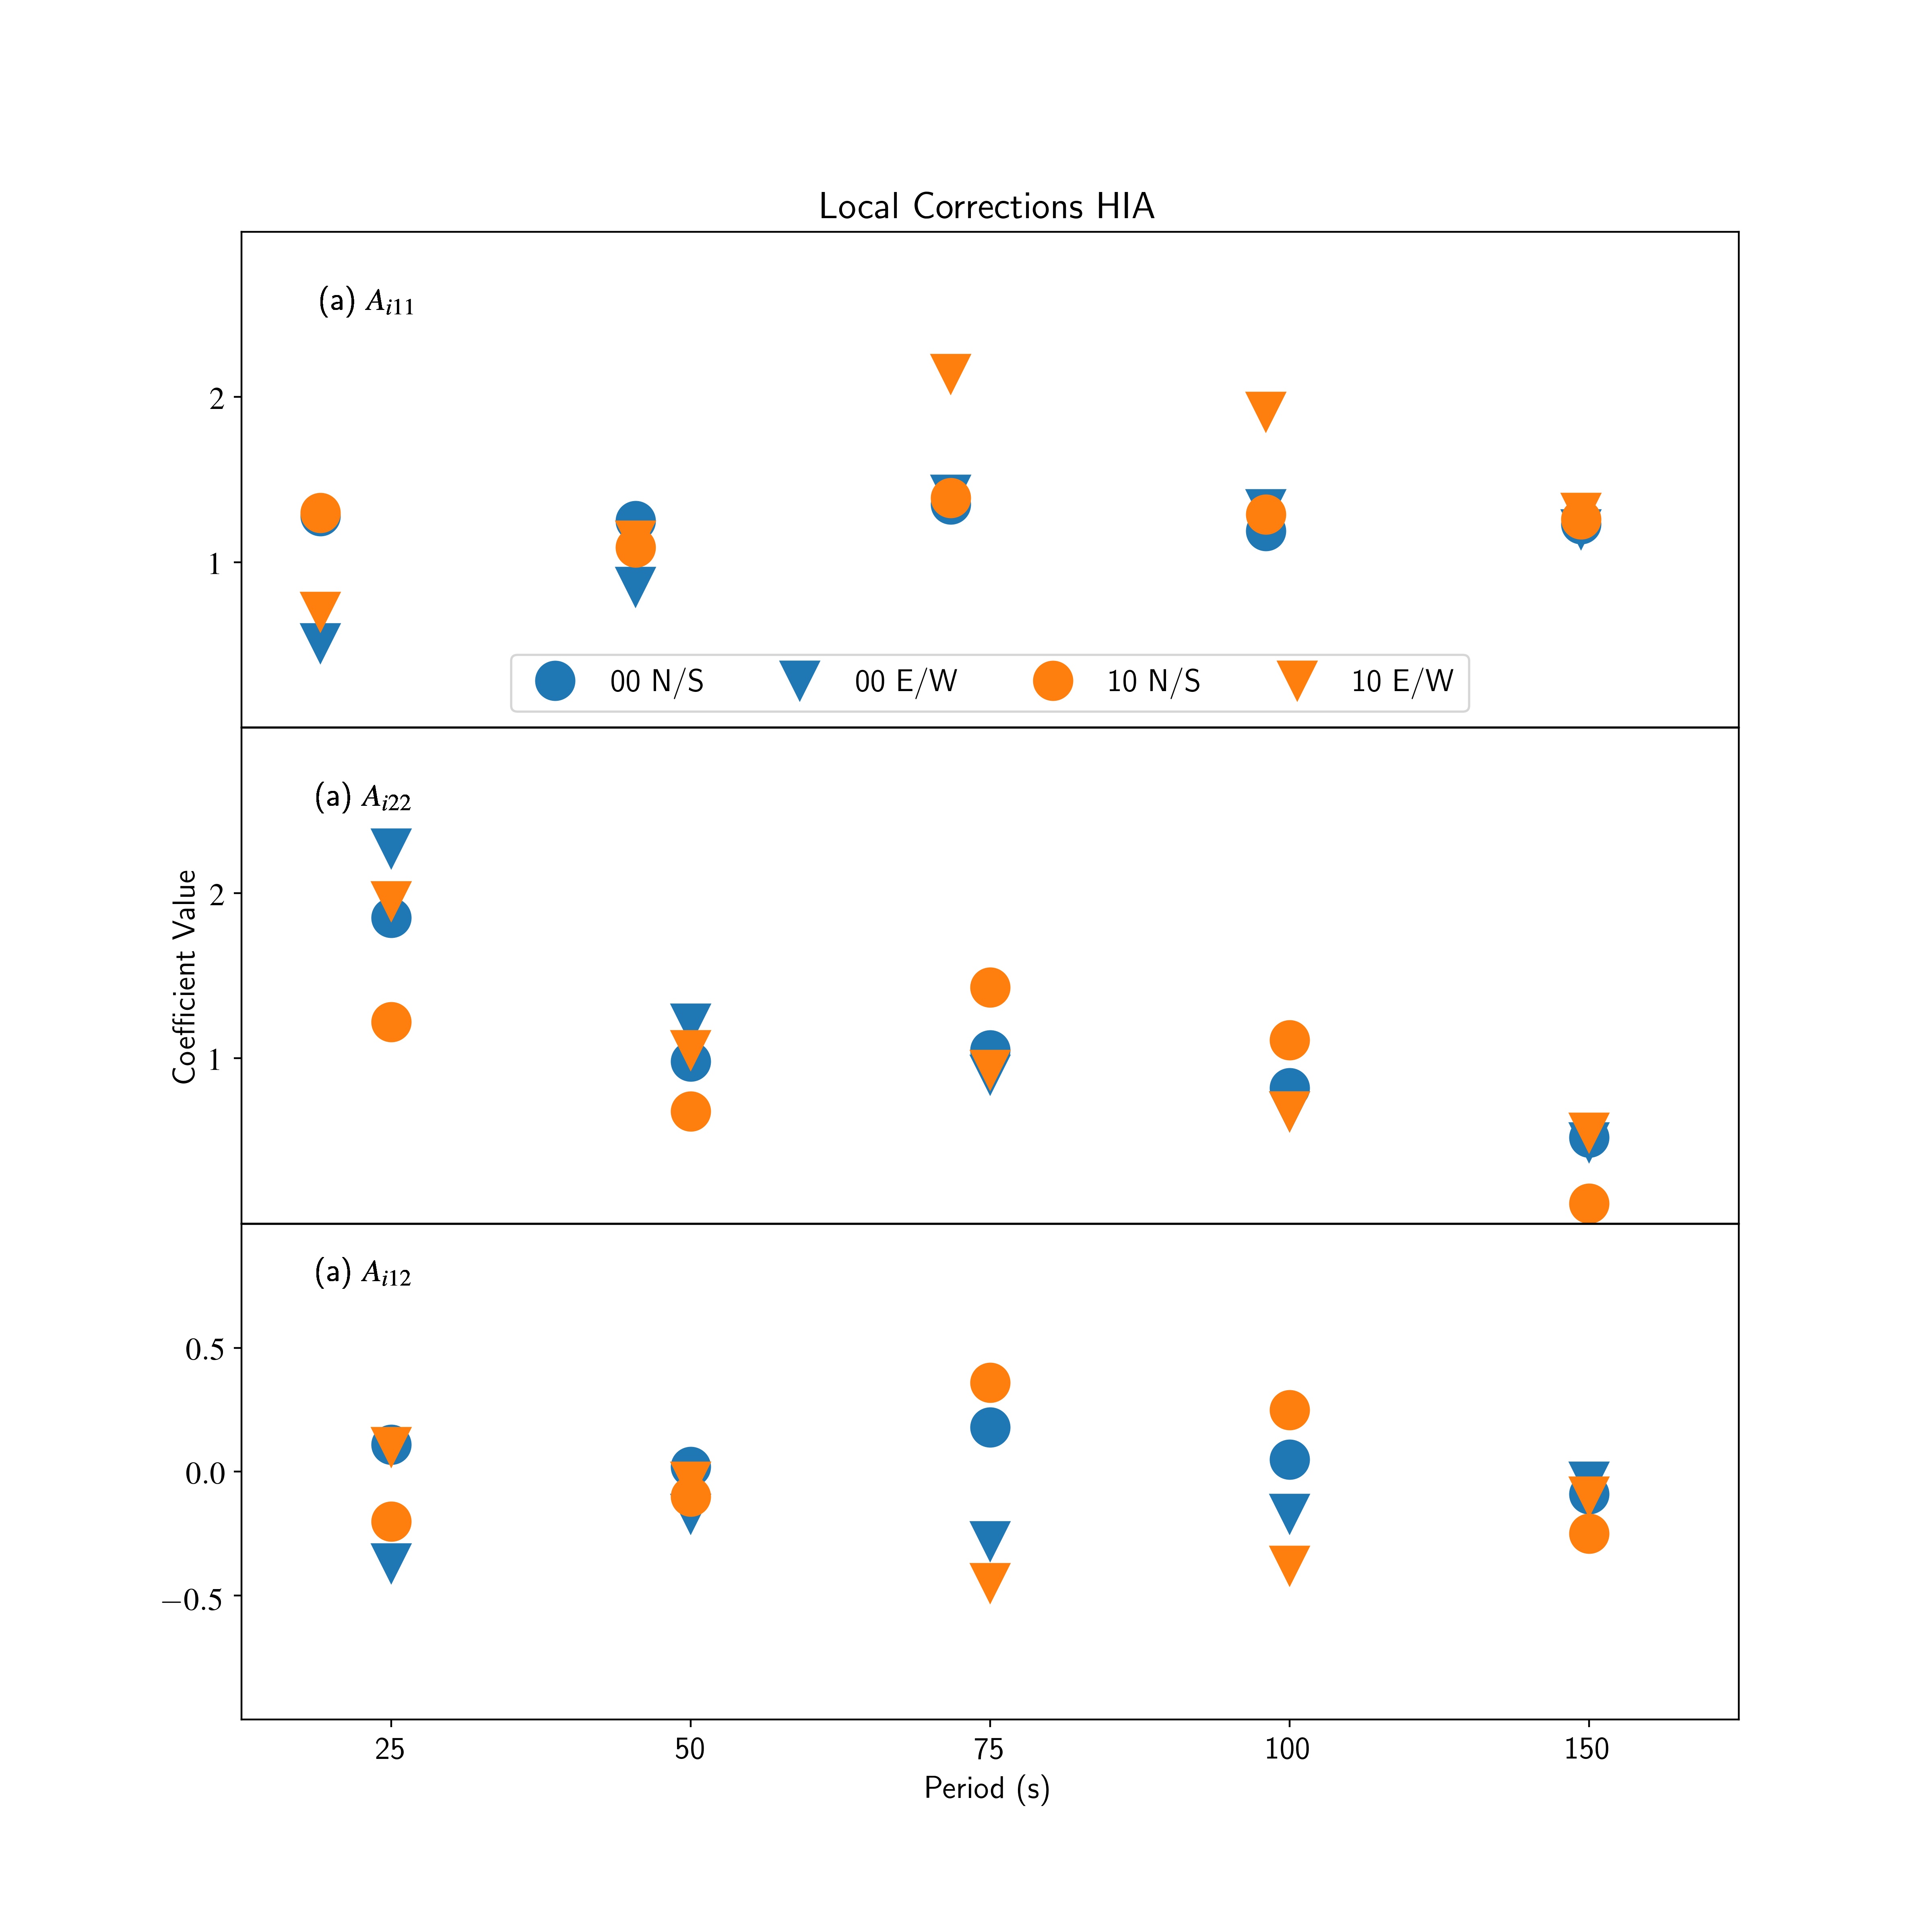 Local Corrections HIA
(a) A_{i11}
2
1
00 N/S 00 E/W 10 N/S 10 E/W
(a) A_{i22}
2
1
Coefficient Value
(a) A_{i12}
0.5
0.0
−0.5
25 50 75 100 150
Period (s)